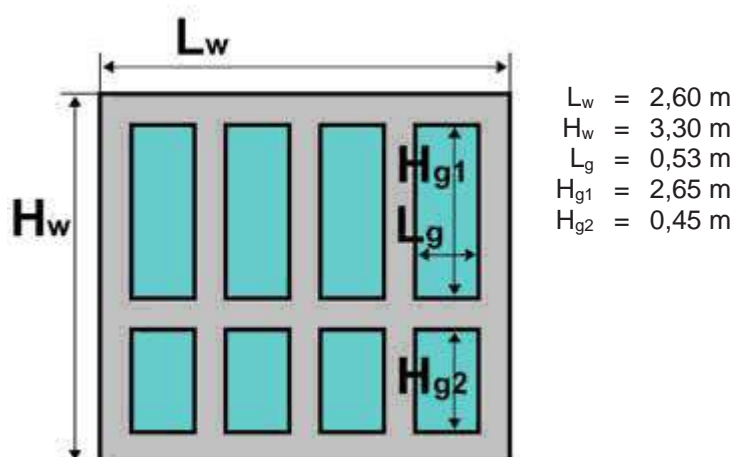 Lw
Hw
Hg1
Lg
Hg2
Lw = 2,60 m
Hw = 3,30 m
Lg = 0,53 m
Hg1 = 2,65 m
Hg2 = 0,45 m